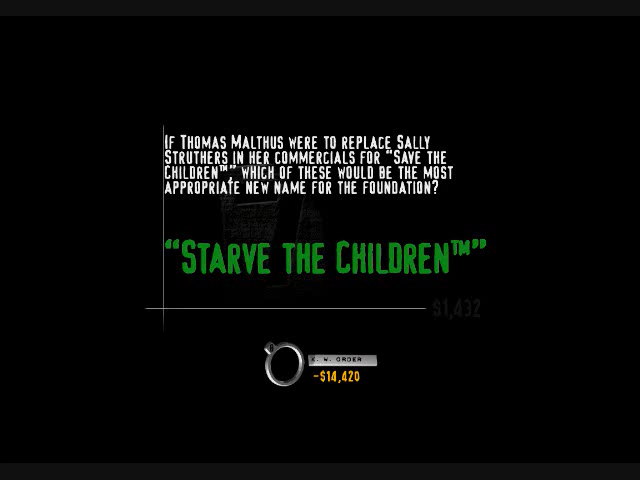 If Thomas Malthus were to replace Sally
Struthers in her commercials for "Save the
Children™," which of these would be the most
appropriate new name for the foundation?
"Starve the Children™"
$1,432
K. W. ORDER
-$14,420